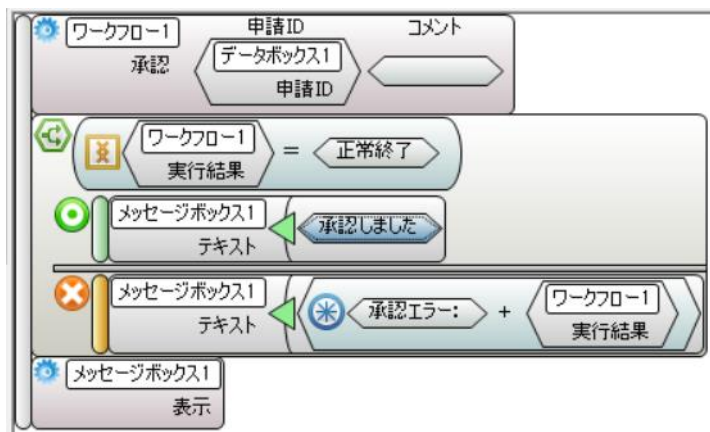 申請ID コメント
ワークフロー1
承認
データボックス1
申請ID
ワークフロー1
実行結果
=
正常終了
メッセージボックス1
テキスト
承認しました
メッセージボックス1
テキスト
承認エラー:
+
ワークフロー1
実行結果
メッセージボックス1
表示